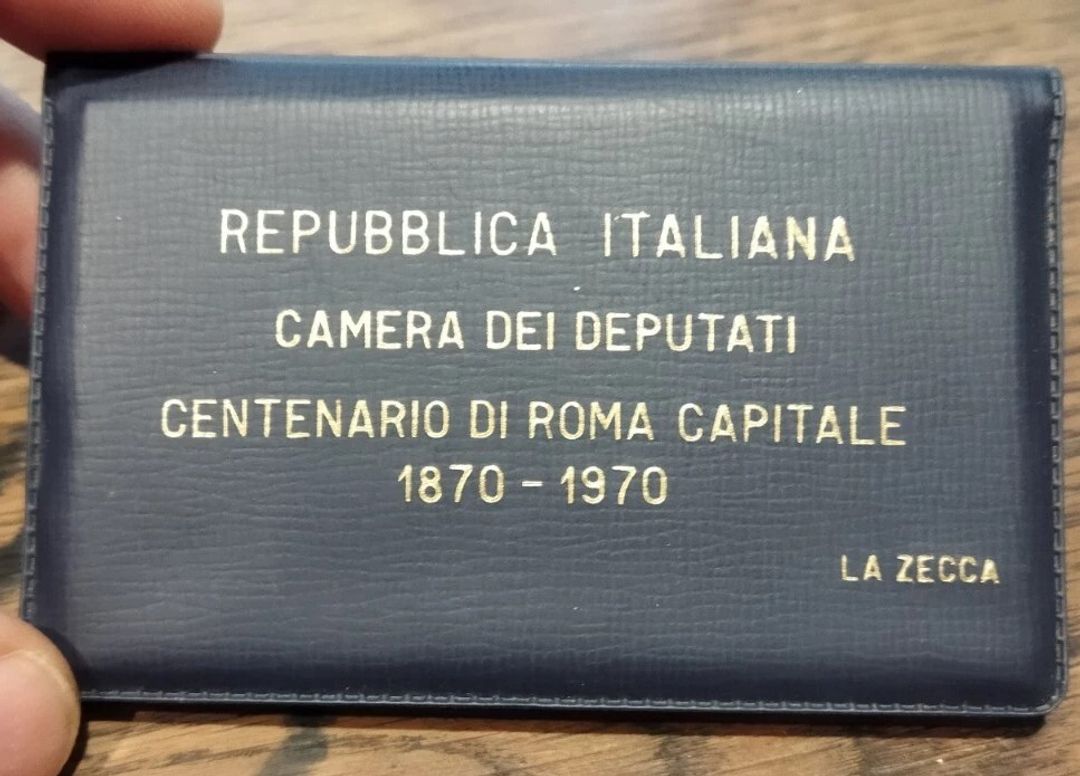 REPUBBLICA ITALIANA
CAMERA DEI DEPUTATI
CENTENARIO DI ROMA CAPITALE
1870 - 1970
LA ZECCA